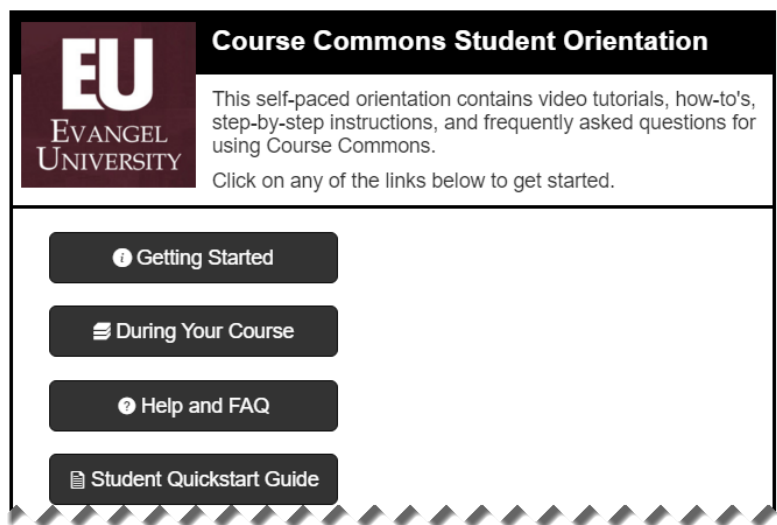 EU
EVANGEL
UNIVERSITY
Course Commons Student Orientation
This self-paced orientation contains video tutorials, how-to's,
step-by-step instructions, and frequently asked questions for
using Course Commons.
Click on any of the links below to get started.
Getting Started
During Your Course
Help and FAQ
Student Quickstart Guide